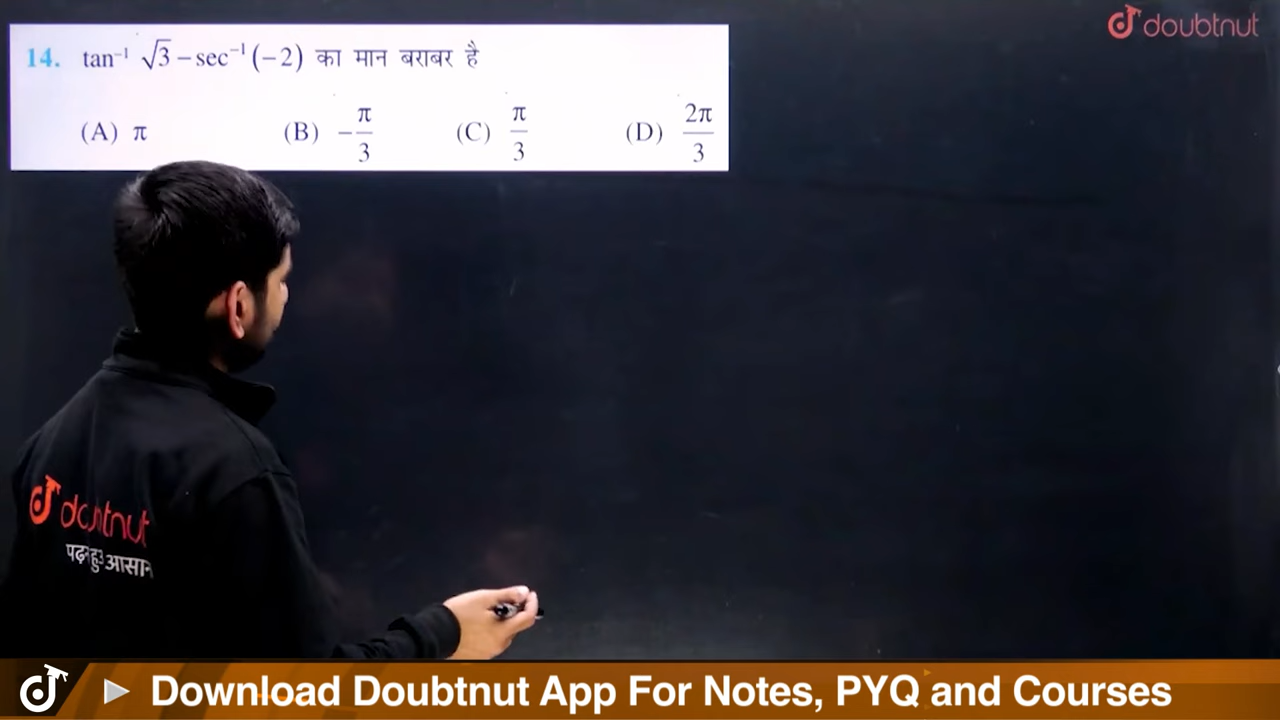 doubtnut
14. tan⁻¹ √3 – sec⁻¹ (–2) का मान बराबर है
(A) π (B) –π/3 (C) π/3 (D) 2π/3
doubtnut
पढ़ना हुआ आसान
Download Doubtnut App For Notes, PYQ and Courses